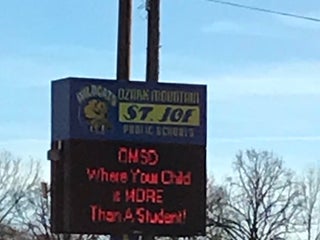 WILDCATS
OZARK MOUNTAIN
ST. JOE
PUBLIC SCHOOLS
OMSD
Where Your Child
is MORE
Than A Student!